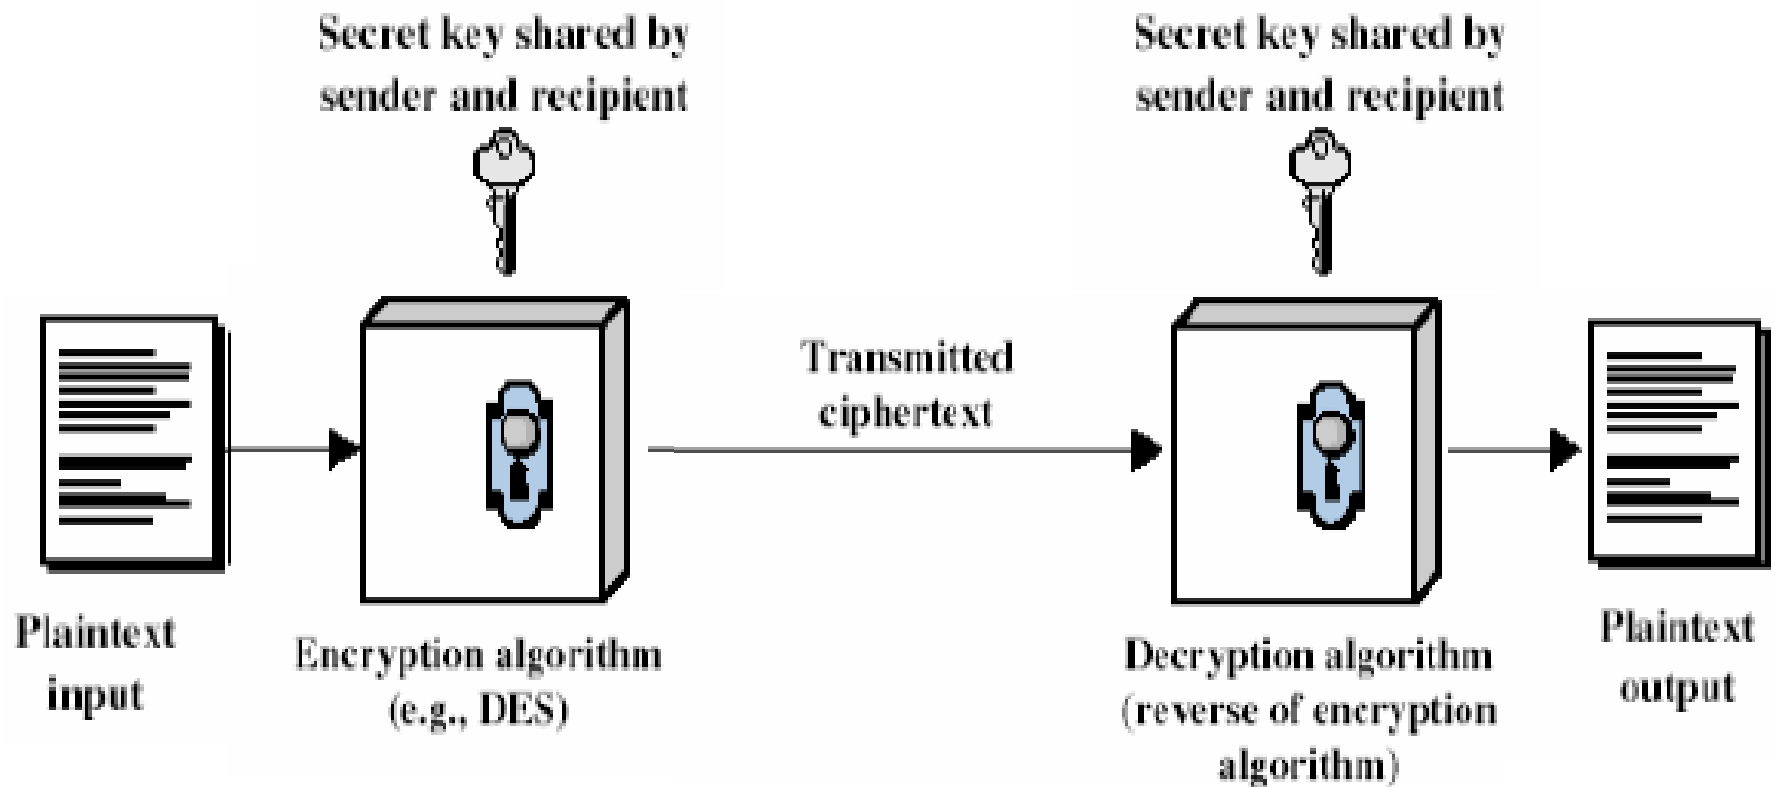 Secret key shared by
sender and recipient
Secret key shared by
sender and recipient
Transmitted
ciphertext
Plaintext
input
Encryption algorithm
(e.g., DES)
Decryption algorithm
(reverse of encryption
algorithm)
Plaintext
output